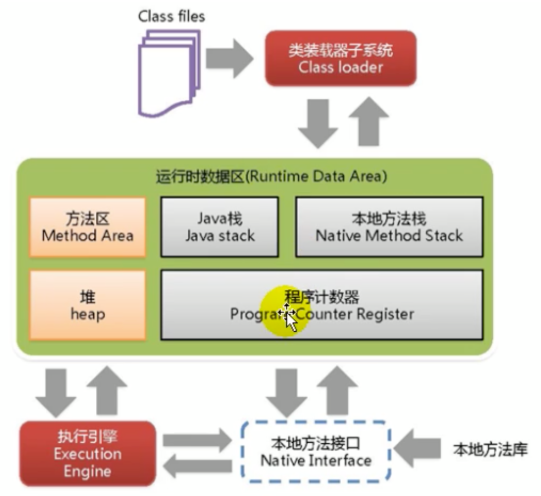 Class files
类装载器子系统
Class loader
运行时数据区(Runtime Data Area)
方法区
Method Area
Java栈
Java stack
本地方法栈
Native Method Stack
堆
heap
程序计数器
Program Counter Register
执行引擎
Execution
Engine
本地方法接口
Native Interface
本地方法库